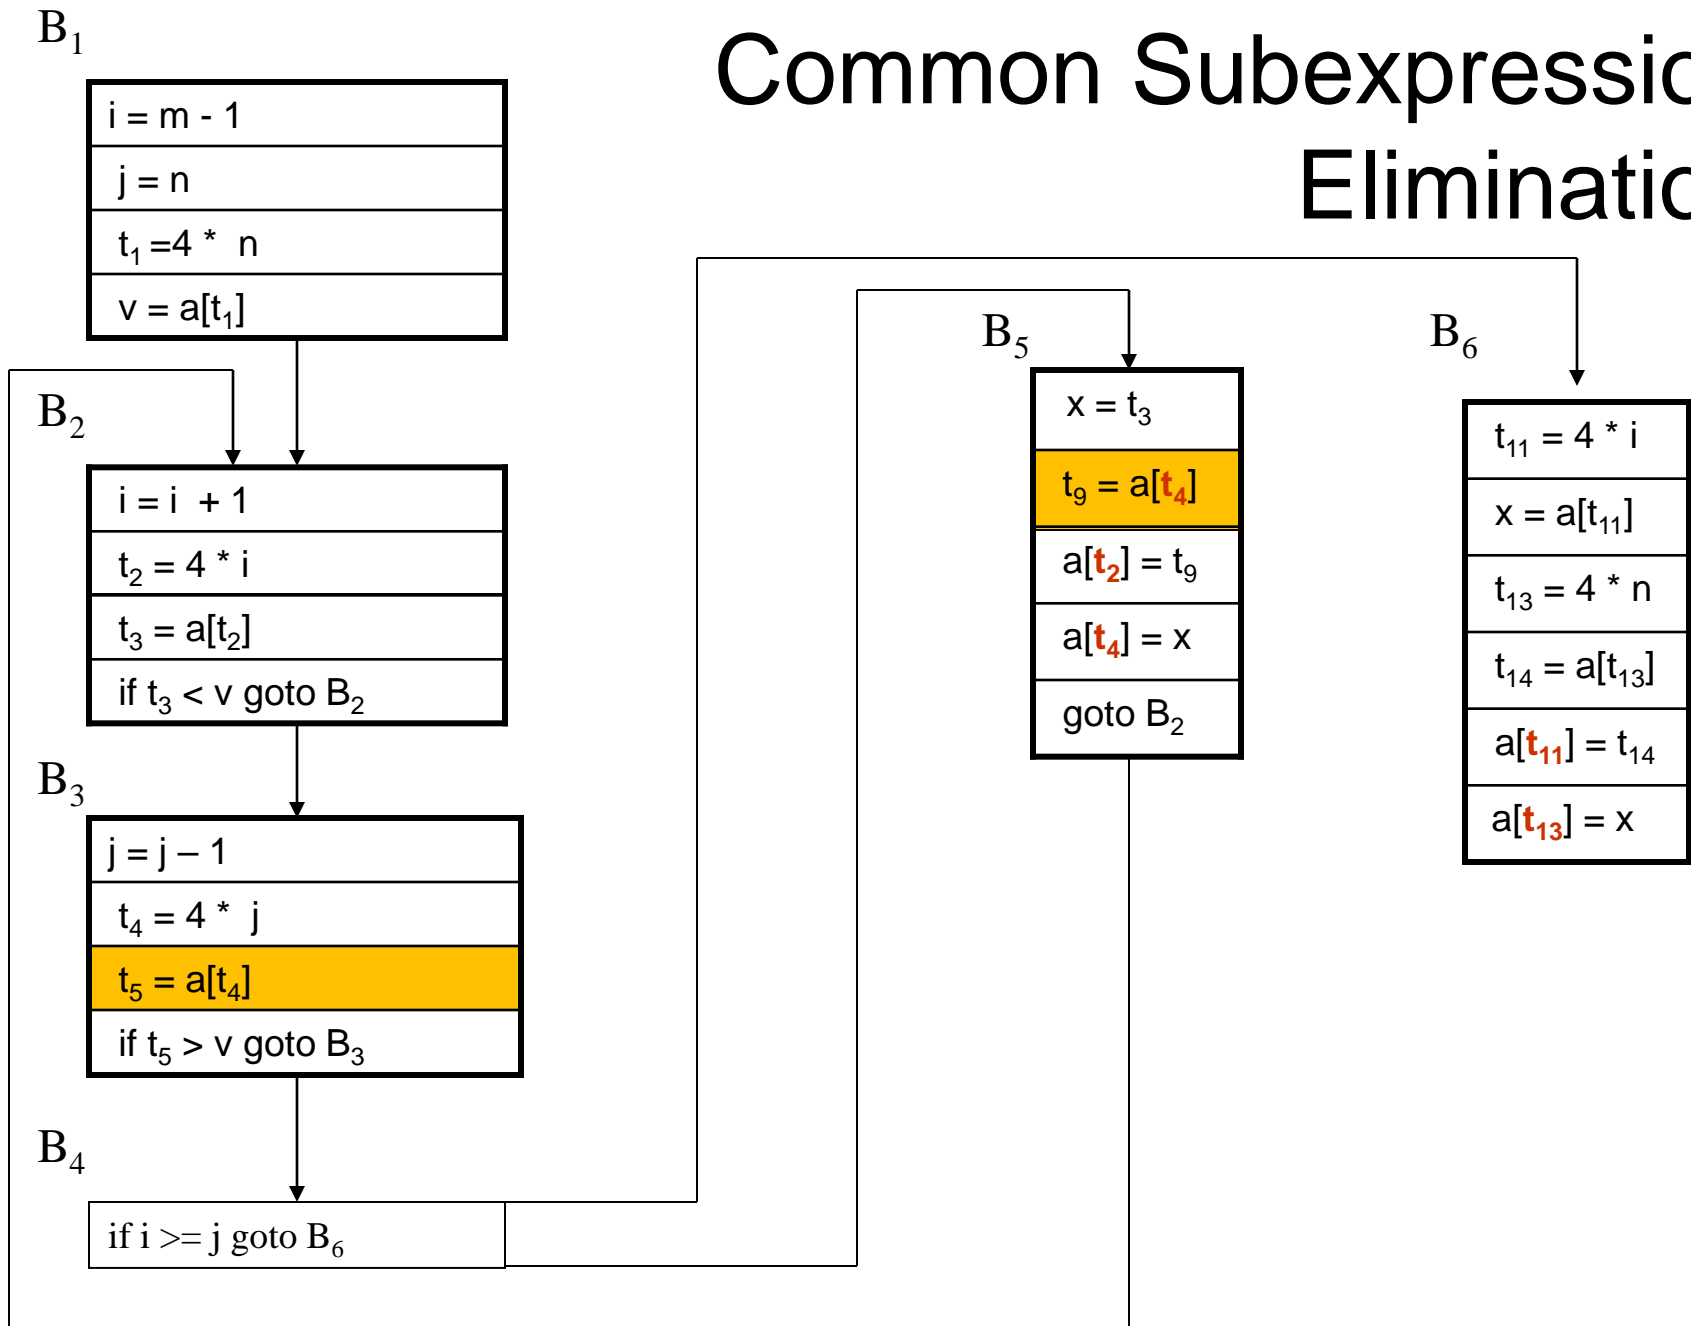 Common Subexpressio
Eliminatio
B₁
i = m - 1
j = n
t₁ =4 * n
v = a[t₁]
B₂
i = i + 1
t₂ = 4 * i
t₃ = a[t₂]
if t₃ < v goto B₂
B₃
j = j – 1
t₄ = 4 * j
t₅ = a[t₄]
if t₅ > v goto B₃
B₄
if i >= j goto B₆
B₅
x = t₃
t₉ = a[t₄]
a[t₂] = t₉
a[t₄] = x
goto B₂
B₆
t₁₁ = 4 * i
x = a[t₁₁]
t₁₃ = 4 * n
t₁₄ = a[t₁₃]
a[t₁₁] = t₁₄
a[t₁₃] = x